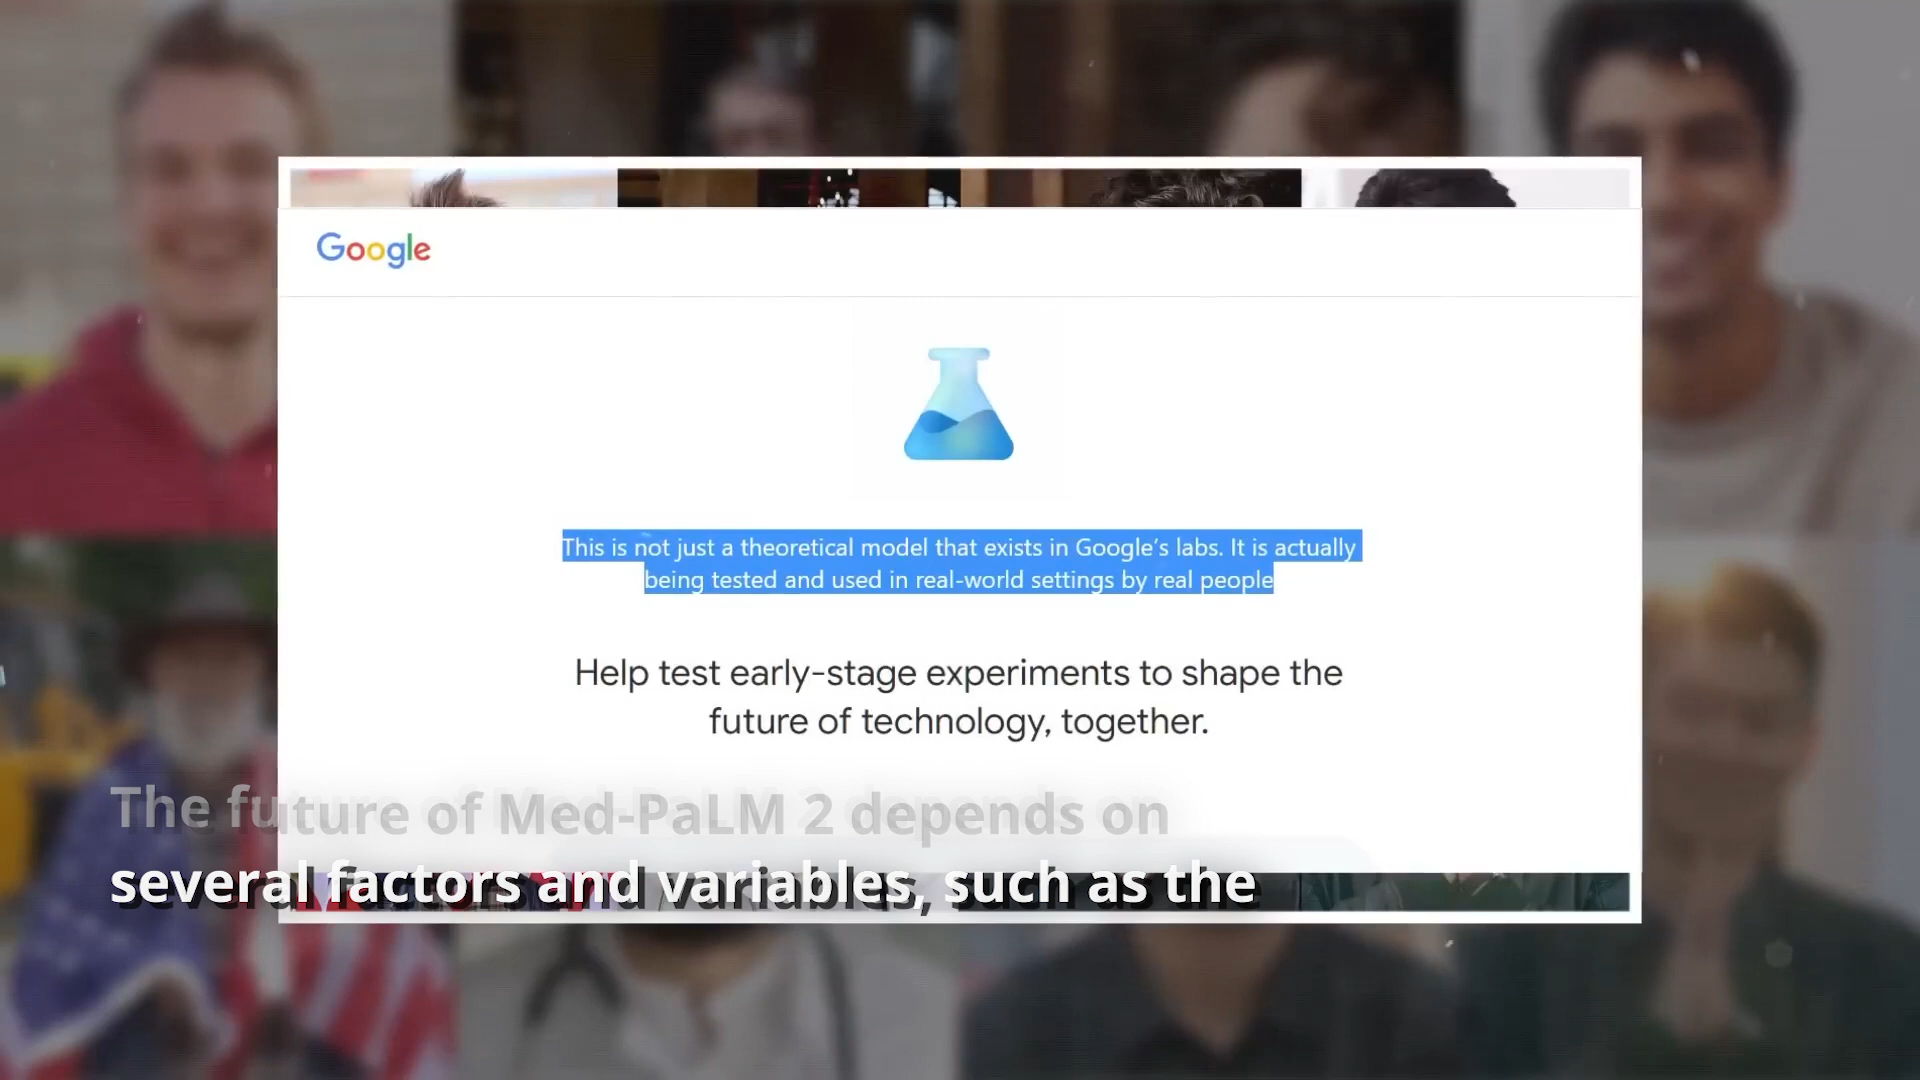 Google
This is not just a theoretical model that exists in Google's labs. It is actually
being tested and used in real-world settings by real people
Help test early-stage experiments to shape the
future of technology, together.
The future of Med-PaLM 2 depends on
several factors and variables, such as the